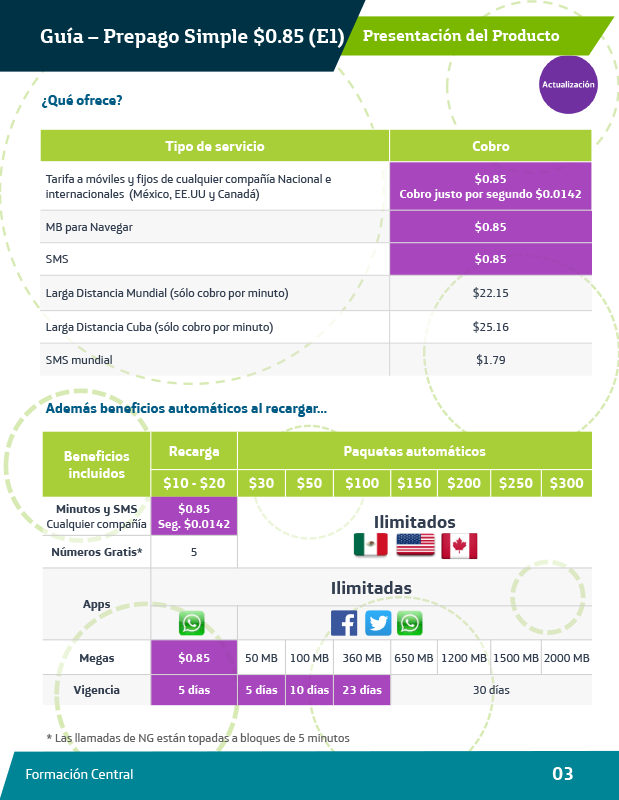 Guía – Prepago Simple $0.85 (E1)
Presentación del Producto
Actualización
¿Qué ofrece?
Tipo de servicio Cobro
Tarifa a móviles y fijos de cualquier compañía Nacional e
internacionales (México, EE.UU y Canadá)
$0.85
Cobro justo por segundo $0.0142
MB para Navegar $0.85
SMS $0.85
Larga Distancia Mundial (sólo cobro por minuto) $22.15
Larga Distancia Cuba (sólo cobro por minuto) $25.16
SMS mundial $1.79
Además beneficios automáticos al recargar...
Beneficios
incluidos
Recarga Paquetes automáticos
$10 - $20 $30 $50 $100 $150 $200 $250 $300
Minutos y SMS
Cualquier compañía
$0.85
Seg. $0.0142
Ilimitados
Números Gratis* 5
Apps
Ilimitadas
Megas $0.85 50 MB 100 MB 360 MB 650 MB 1200 MB 1500 MB 2000 MB
Vigencia 5 días 5 días 10 días 23 días 30 días
* Las llamadas de NG están topadas a bloques de 5 minutos
Formación Central 03